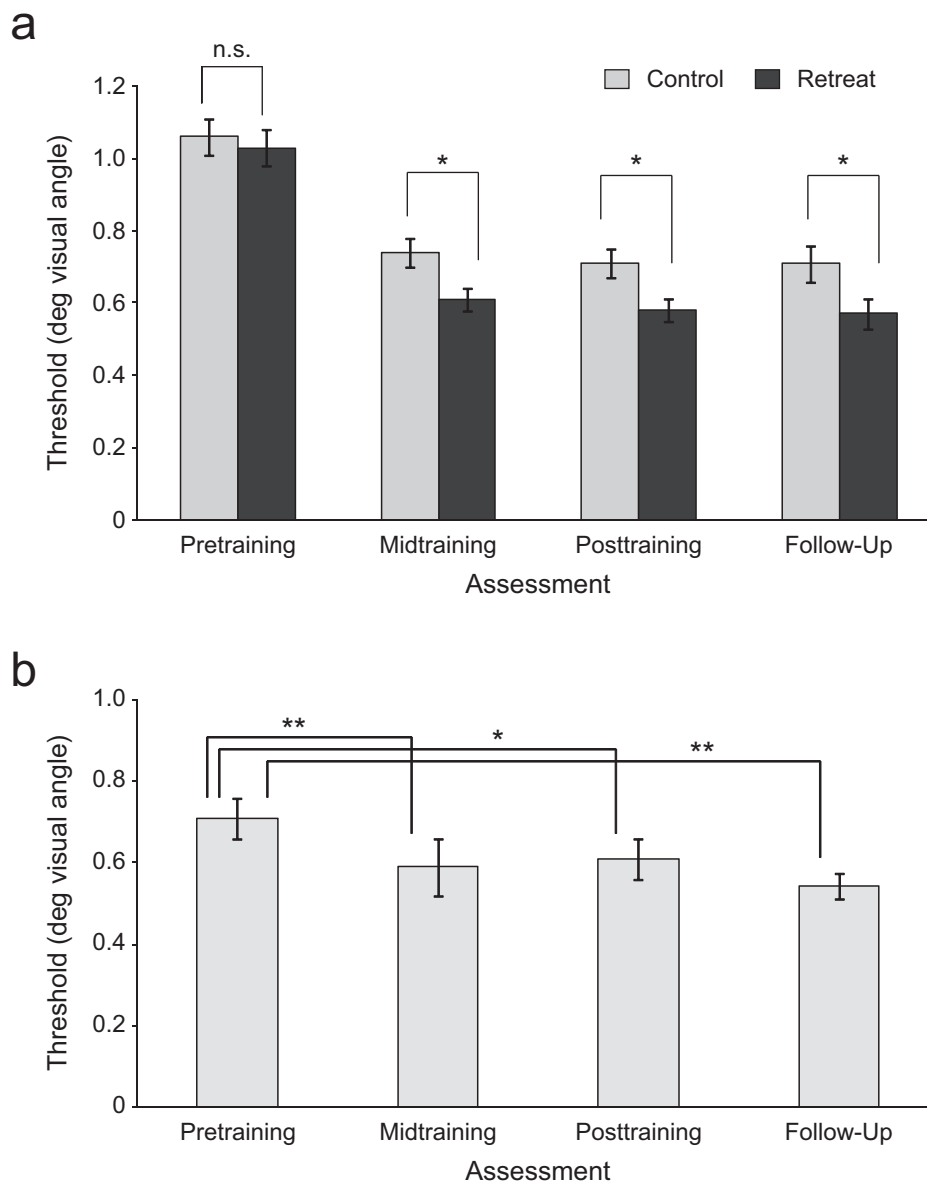 a
n.s.
Control
Retreat
*
*
*
1.2
1.0
0.8
0.6
0.4
0.2
0
Threshold (deg visual angle)
Pretraining Midtraining Posttraining Follow-Up
Assessment
b
**
*
**
1.0
0.8
0.6
0.4
0.2
0
Threshold (deg visual angle)
Pretraining Midtraining Posttraining Follow-Up
Assessment